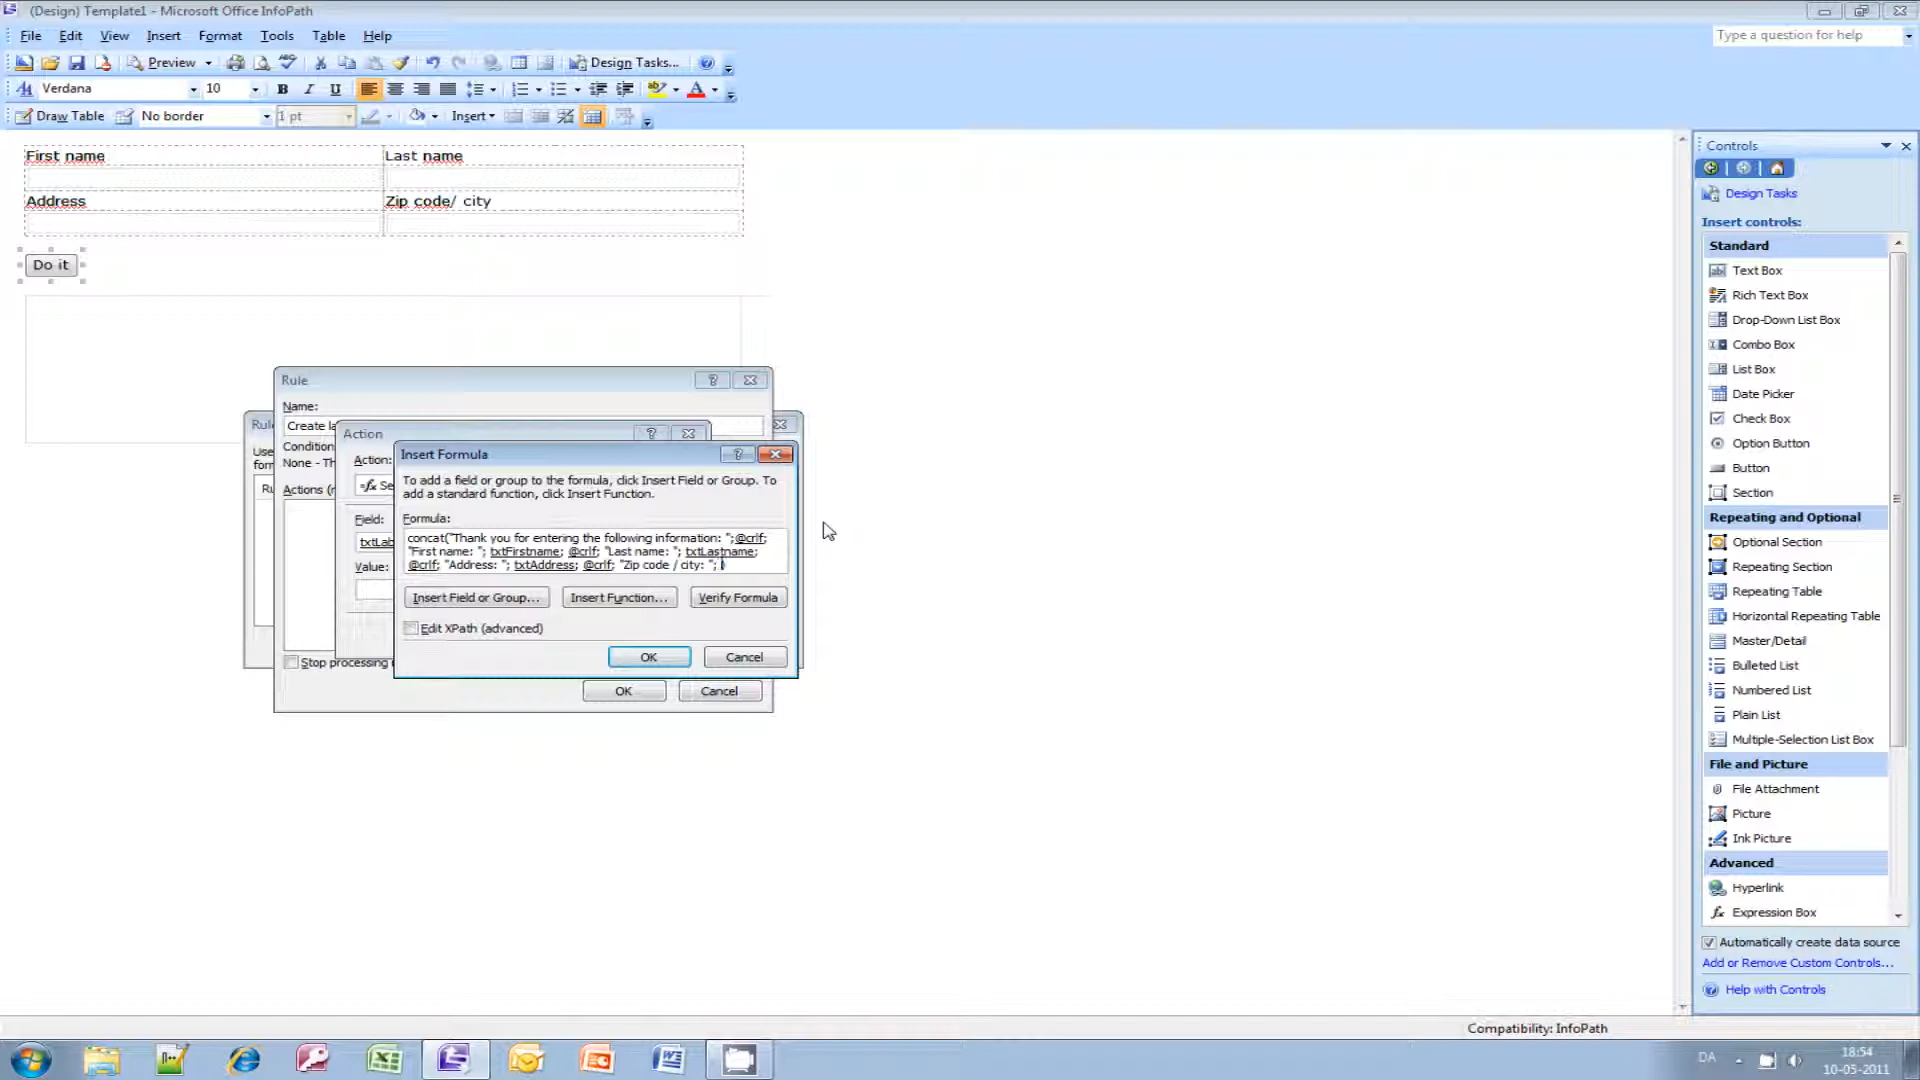 (Design) Template1 - Microsoft Office InfoPath
File Edit View Insert Format Tools Table Help
Type a question for help
Preview
Design Tasks...
Verdana 10 B I U
Draw Table No border 1 pt Insert
First name Last name
Address Zip code/ city
Do it
Rule
Name:
Create la
Use
form
Condition
None - Th
Actions (r
Stop processing
OK Cancel
Action
Action:
Se
Field:
txtLab
Value:
Insert Formula
To add a field or group to the formula, click Insert Field or Group. To
add a standard function, click Insert Function.
Formula:
concat("Thank you for entering the following information: ";@crlf;
"First name: "; txtFirstname; @crlf; "Last name: "; txtLastname;
@crlf; "Address: "; txtAddress; @crlf; "Zip code / city: "; )
Insert Field or Group... Insert Function... Verify Formula
Edit XPath (advanced)
OK Cancel
Controls
Design Tasks
Insert controls:
Standard
Text Box
Rich Text Box
Drop-Down List Box
Combo Box
List Box
Date Picker
Check Box
Option Button
Button
Section
Repeating and Optional
Optional Section
Repeating Section
Repeating Table
Horizontal Repeating Table
Master/Detail
Bulleted List
Numbered List
Plain List
Multiple-Selection List Box
File and Picture
File Attachment
Picture
Ink Picture
Advanced
Hyperlink
Expression Box
Automatically create data source
Add or Remove Custom Controls...
Help with Controls
Compatibility: InfoPath
DA
18:54
10-05-2011